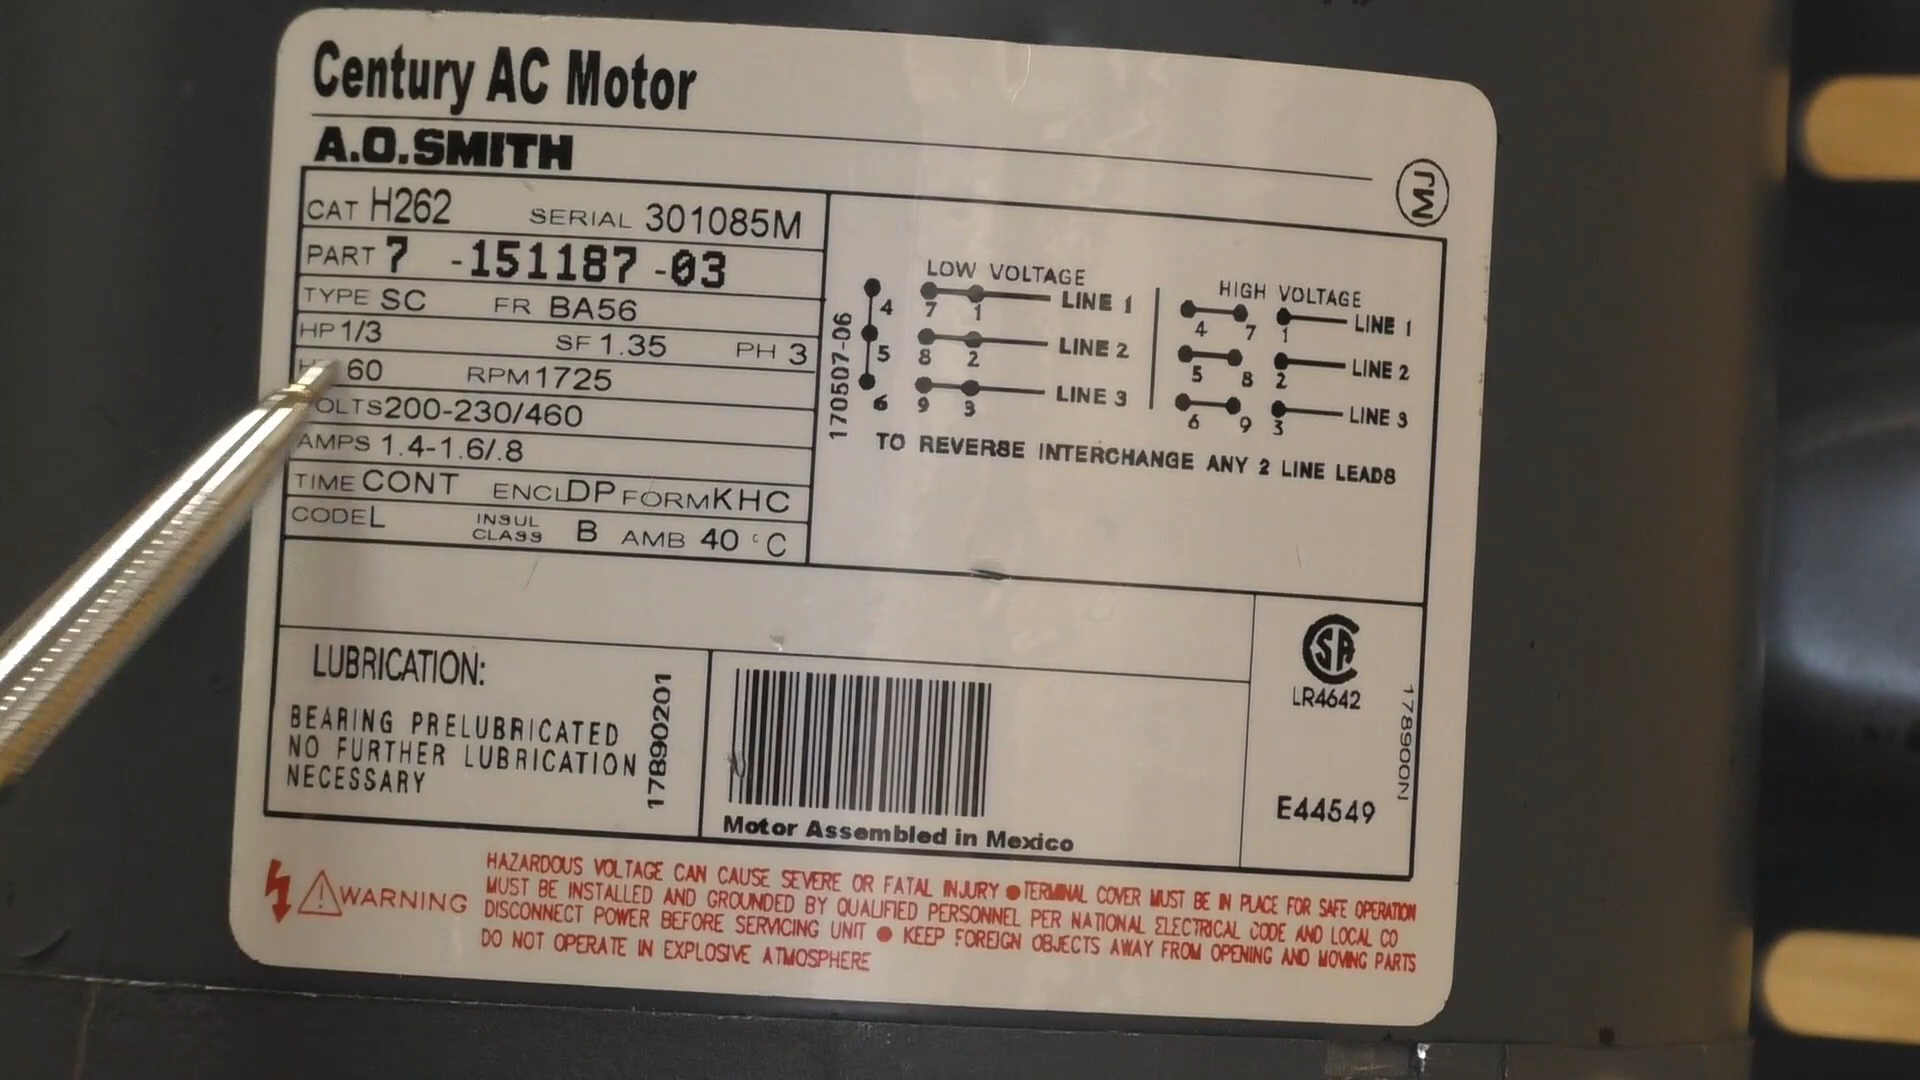 Century AC Motor
A.O.SMITH
MJ
CAT H262 SERIAL 301085M
PART 7 -151187 -03
TYPE SC FR BA56
HP 1/3 SF 1.35 PH 3
60 RPM 1725
VOLTS 200-230/460
AMPS 1.4-1.6/.8
TIME CONT ENCL DP FORM KHC
CODE L INSUL CLASS B AMB 40 °C
170507-06
LOW VOLTAGE
4 7 1 LINE 1
5 8 2 LINE 2
6 9 3 LINE 3
HIGH VOLTAGE
4 7 1 LINE 1
5 8 2 LINE 2
6 9 3 LINE 3
TO REVERSE INTERCHANGE ANY 2 LINE LEADS
LUBRICATION:
BEARING PRELUBRICATED
NO FURTHER LUBRICATION
NECESSARY
17B90201
Motor Assembled in Mexico
SA
LR4642
E44549
178900N
WARNING
HAZARDOUS VOLTAGE CAN CAUSE SEVERE OR FATAL INJURY ● TERMINAL COVER MUST BE IN PLACE FOR SAFE OPERATION
MUST BE INSTALLED AND GROUNDED BY QUALIFIED PERSONNEL PER NATIONAL ELECTRICAL CODE AND LOCAL CO
DISCONNECT POWER BEFORE SERVICING UNIT ● KEEP FOREIGN OBJECTS AWAY FROM OPENING AND MOVING PARTS
DO NOT OPERATE IN EXPLOSIVE ATMOSPHERE